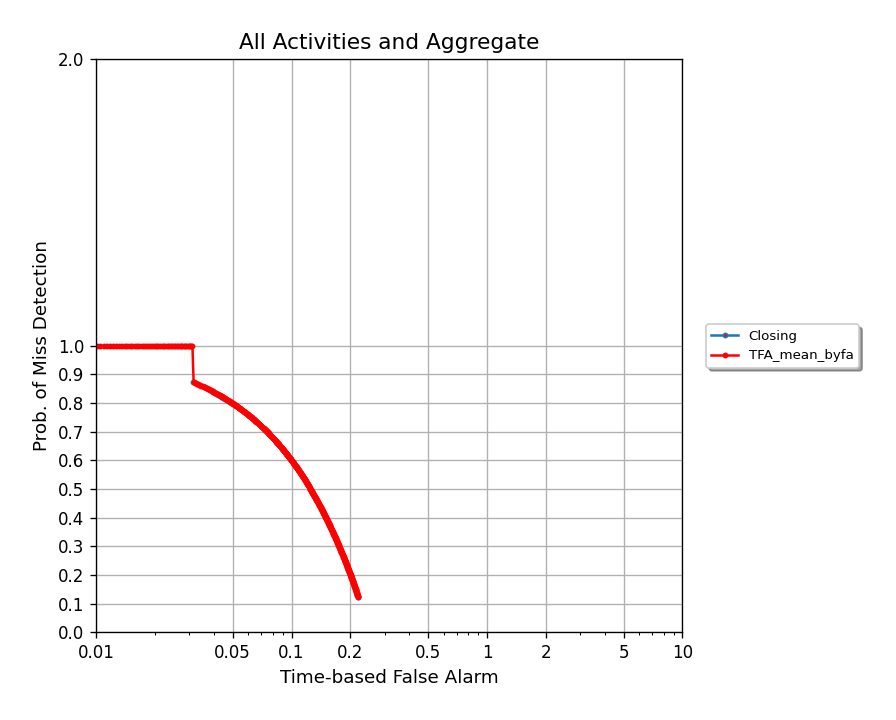 All Activities and Aggregate
2.0
1.0
0.9
0.8
0.7
0.6
0.5
0.4
0.3
0.2
0.1
0.0
Prob. of Miss Detection
0.01 0.05 0.1 0.2 0.5 1 2 5 10
Time-based False Alarm
Closing
TFA_mean_byfa